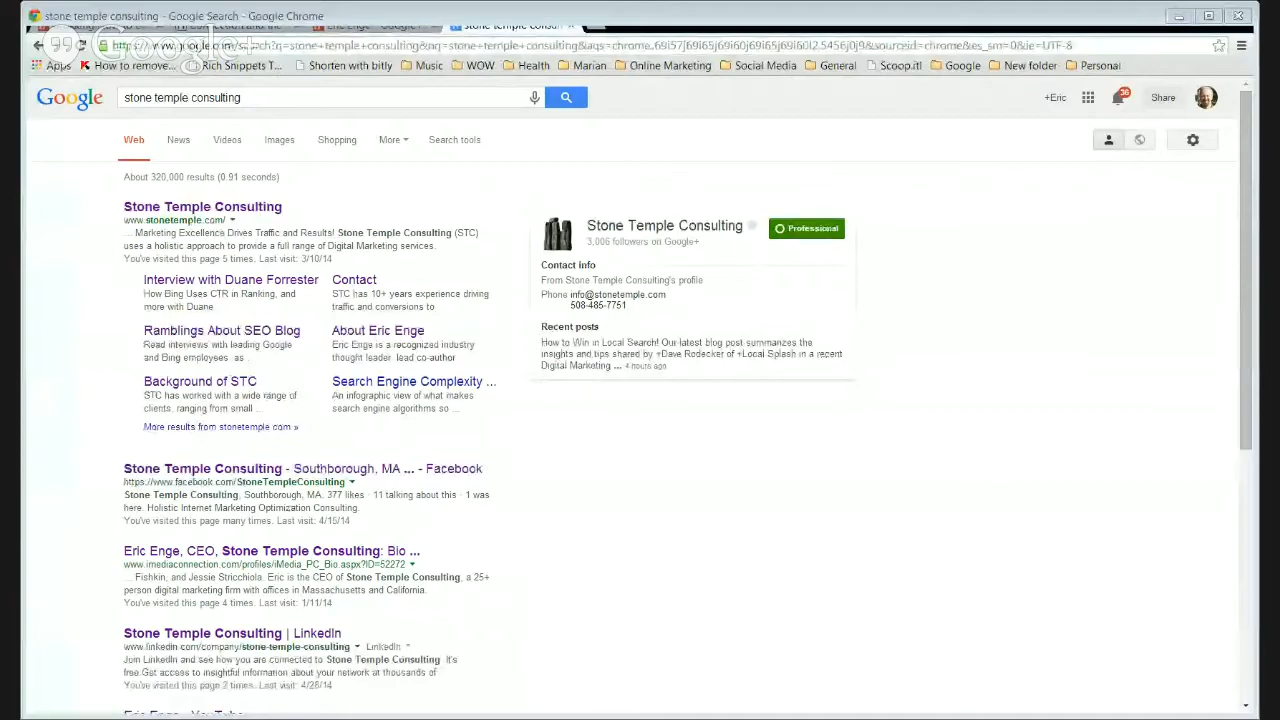 stone temple consulting - Google Search - Google Chrome
Apps How to remove... Rich Snippets T... Shorten with bitly Music WOW Health Marian Online Marketing Social Media General Scoop.it! Google New folder Personal
Google stone temple consulting +Eric 36 Share
Web News Videos Images Shopping More Search tools
About 320,000 results (0.91 seconds)
Stone Temple Consulting
www.stonetemple.com/
... Marketing Excellence Drives Traffic and Results! Stone Temple Consulting (STC)
uses a holistic approach to provide a full range of Digital Marketing services.
You've visited this page 5 times. Last visit: 3/10/14
Interview with Duane Forrester
How Bing Uses CTR in Ranking, and
more with Duane
Contact
STC has 10+ years experience driving
traffic and conversions to
Ramblings About SEO Blog
Read interviews with leading Google
and Bing employees as
About Eric Enge
Eric Enge is a recognized industry
thought leader lead co-author
Background of STC
STC has worked with a wide range of
clients, ranging from small ...
Search Engine Complexity ...
An infographic view of what makes
search engine algorithms so ...
More results from stonetemple.com »
Stone Temple Consulting - Southborough, MA ... - Facebook
https://www.facebook.com/StoneTempleConsulting
Stone Temple Consulting, Southborough, MA. 377 likes · 11 talking about this · 1 was
here. Holistic Internet Marketing Optimization Consulting.
You've visited this page many times. Last visit: 4/15/14
Eric Enge, CEO, Stone Temple Consulting: Bio ...
www.imediaconnection.com/profiles/iMedia_PC_Bio.aspx?ID=52272
... Fishkin, and Jessie Stricchiola. Eric is the CEO of Stone Temple Consulting, a 25+
person digital marketing firm with offices in Massachusetts and California.
You've visited this page 4 times. Last visit: 1/11/14
Stone Temple Consulting | LinkedIn
www.linkedin.com/company/stone-temple-consulting LinkedIn
Join LinkedIn and see how you are connected to Stone Temple Consulting It's
free.Get access to insightful information about your network at thousands of
You've visited this page 2 times. Last visit: 4/28/14
Eric Enge - YouTube
Stone Temple Consulting
3,006 followers on Google+
Professional
Contact info
From Stone Temple Consulting's profile
Phone info@stonetemple.com
508-485-7751
Recent posts
How to Win in Local Search! Our latest blog post summarizes the
insights and tips shared by +Dave Rodecker of +Local Splash in a recent
Digital Marketing ... 4 hours ago